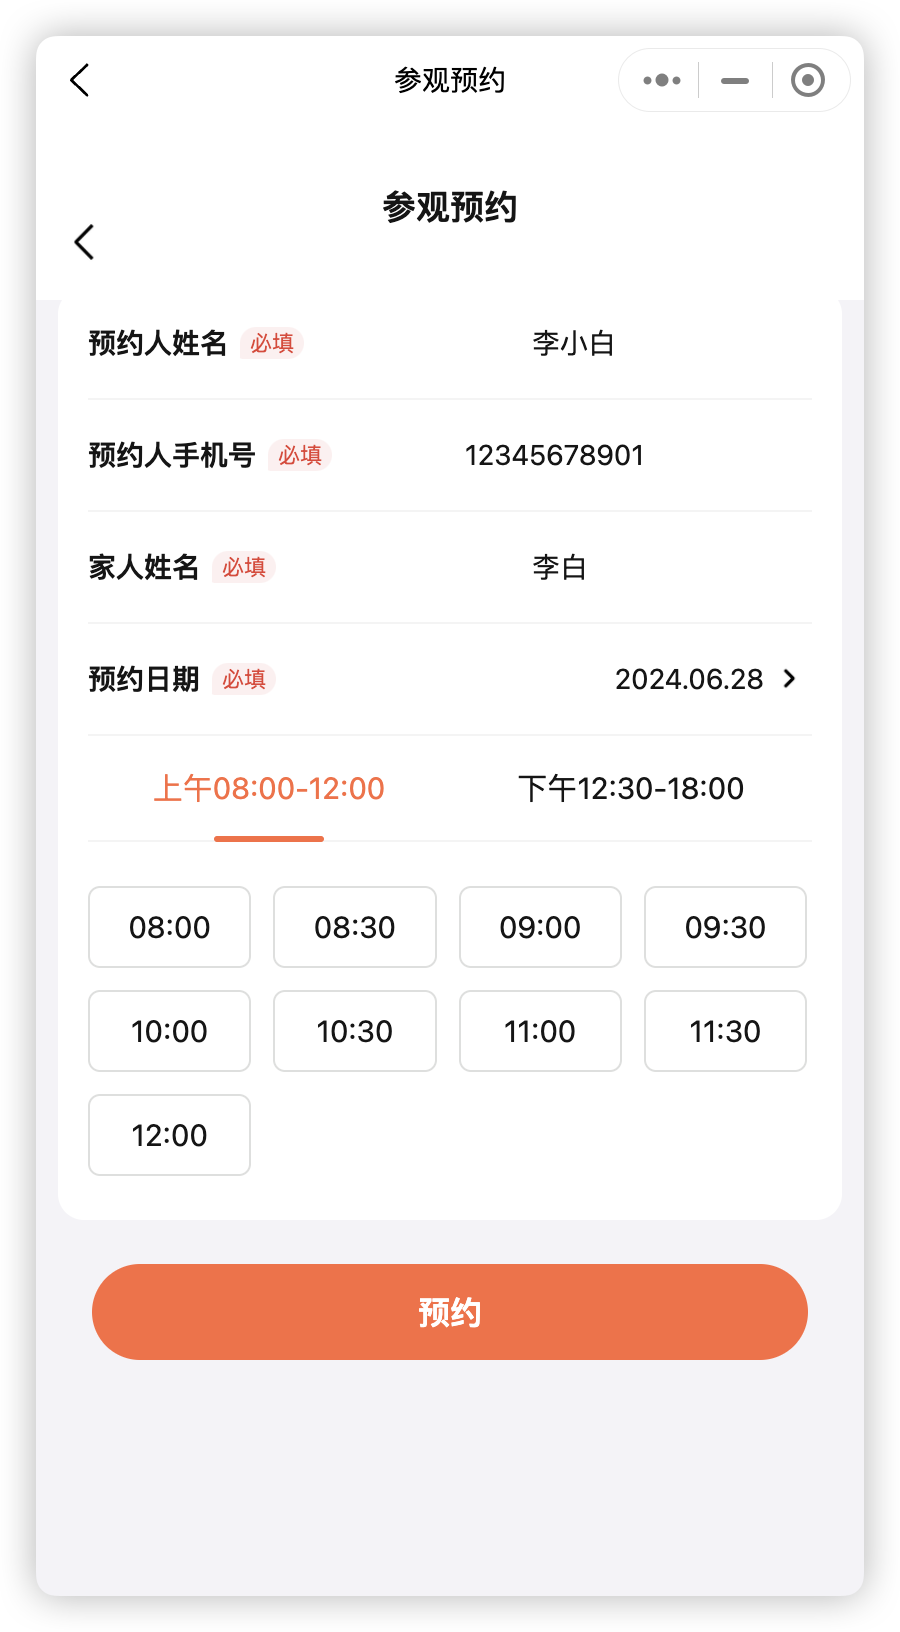 参观预约
参观预约
预约人姓名 必填 李小白
预约人手机号 必填 12345678901
家人姓名 必填 李白
预约日期 必填 2024.06.28
上午08:00-12:00 下午12:30-18:00
08:00 08:30 09:00 09:30
10:00 10:30 11:00 11:30
12:00
预约